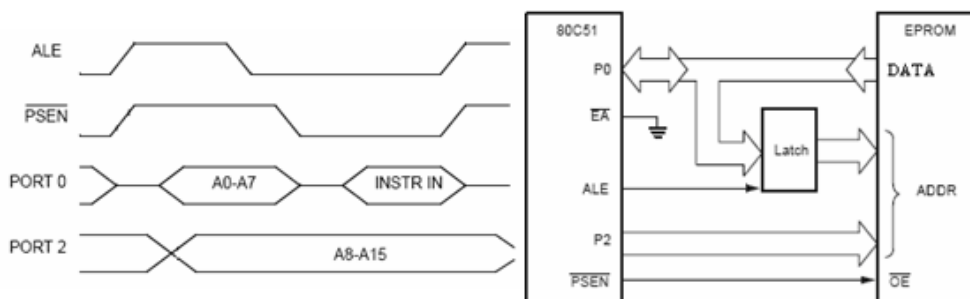 ALE
PSEN
PORT 0
A0-A7
INSTR IN
PORT 2
A8-A15
80C51
EPROM
P0
DATA
EA
Latch
ALE
ADDR
P2
PSEN
OE